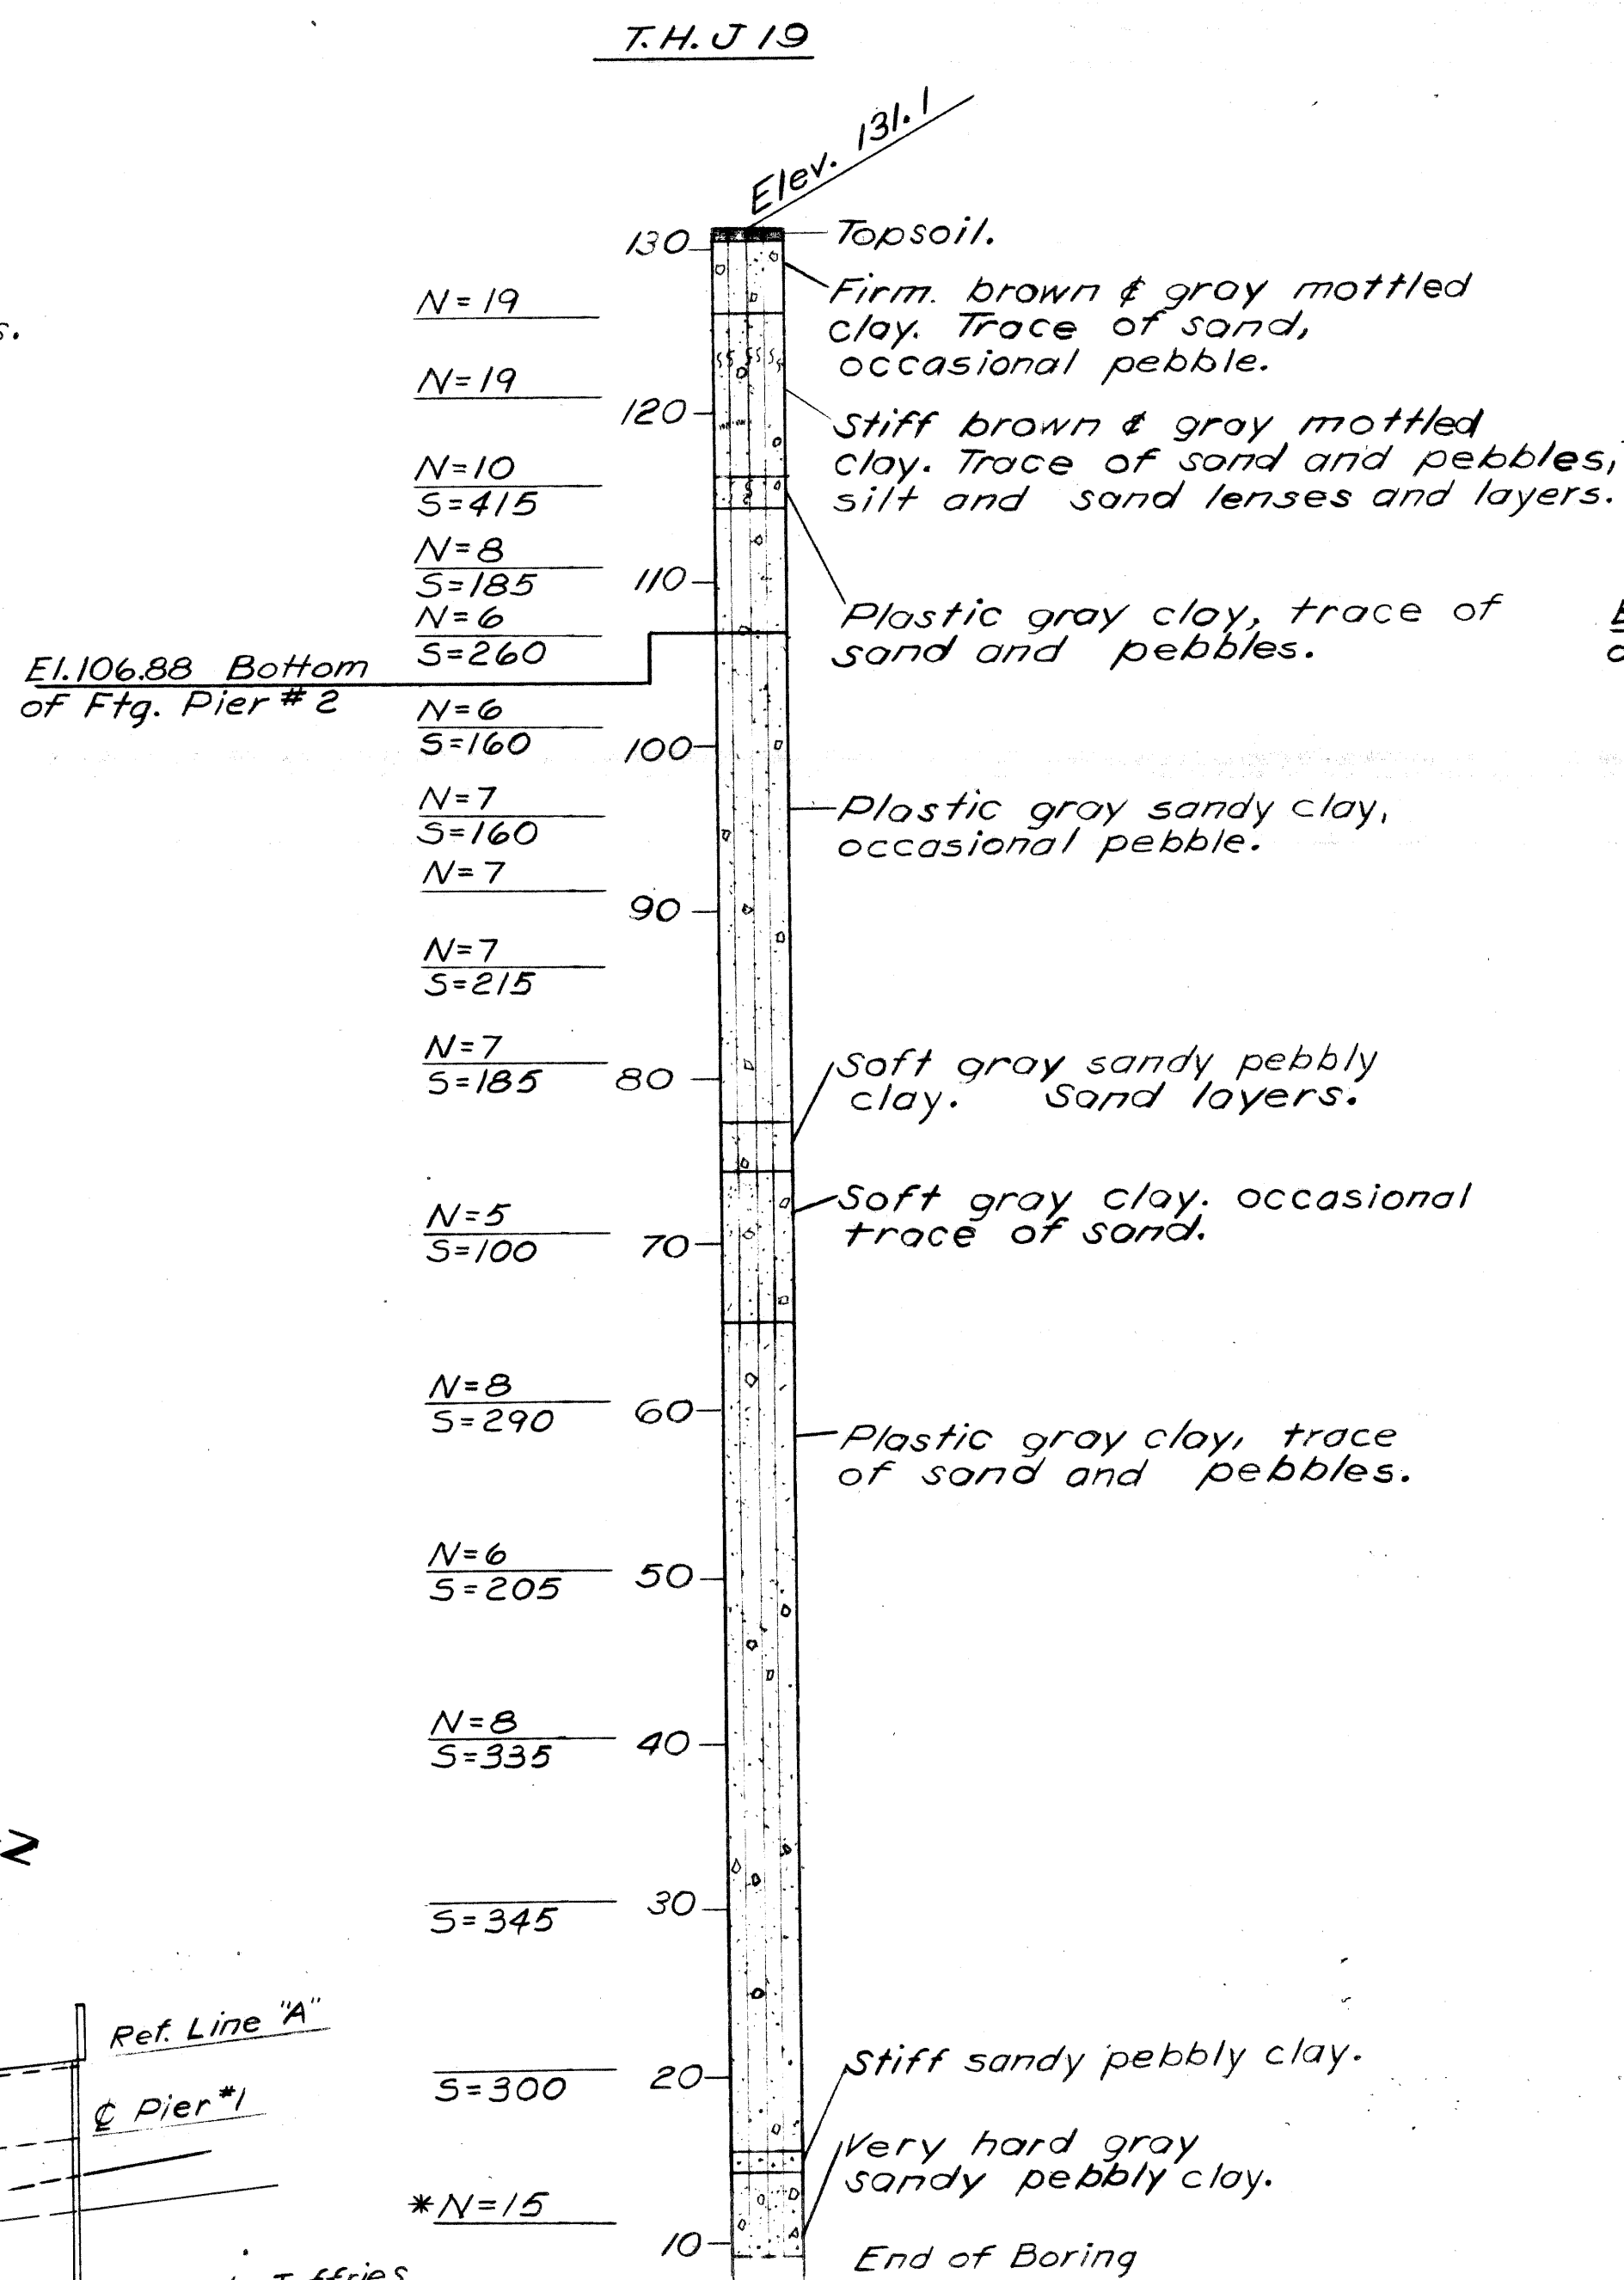 T.H. J 19
Elev. 131.1
130
Topsoil.
Firm. brown & gray mottled
clay. Trace of sand,
occasional pebble.
N=19
s.
N=19
120
Stiff brown & gray mottled
clay. Trace of sand and pebbles,
silt and sand lenses and layers.
N=10
S=415
N=8
S=185
110
N=6
S=260
Plastic gray clay, trace of
sand and pebbles.
El. 106.88 Bottom
of Ftg. Pier #2
N=6
S=160
100
N=7
S=160
Plastic gray sandy clay,
occasional pebble.
N=7
90
N=7
S=215
N=7
S=185
80
Soft gray sandy pebbly
clay. Sand layers.
Soft gray clay. occasional
trace of sand.
N=5
S=100
70
N=8
S=290
60
Plastic gray clay, trace
of sand and pebbles.
N=6
S=205
50
N=8
S=335
40
30
S=345
Ref. Line "A"
S=300
20
Stiff sandy pebbly clay.
℄ Pier #1
Very hard gray
sandy pebbly clay.
*N=15
10
End of Boring